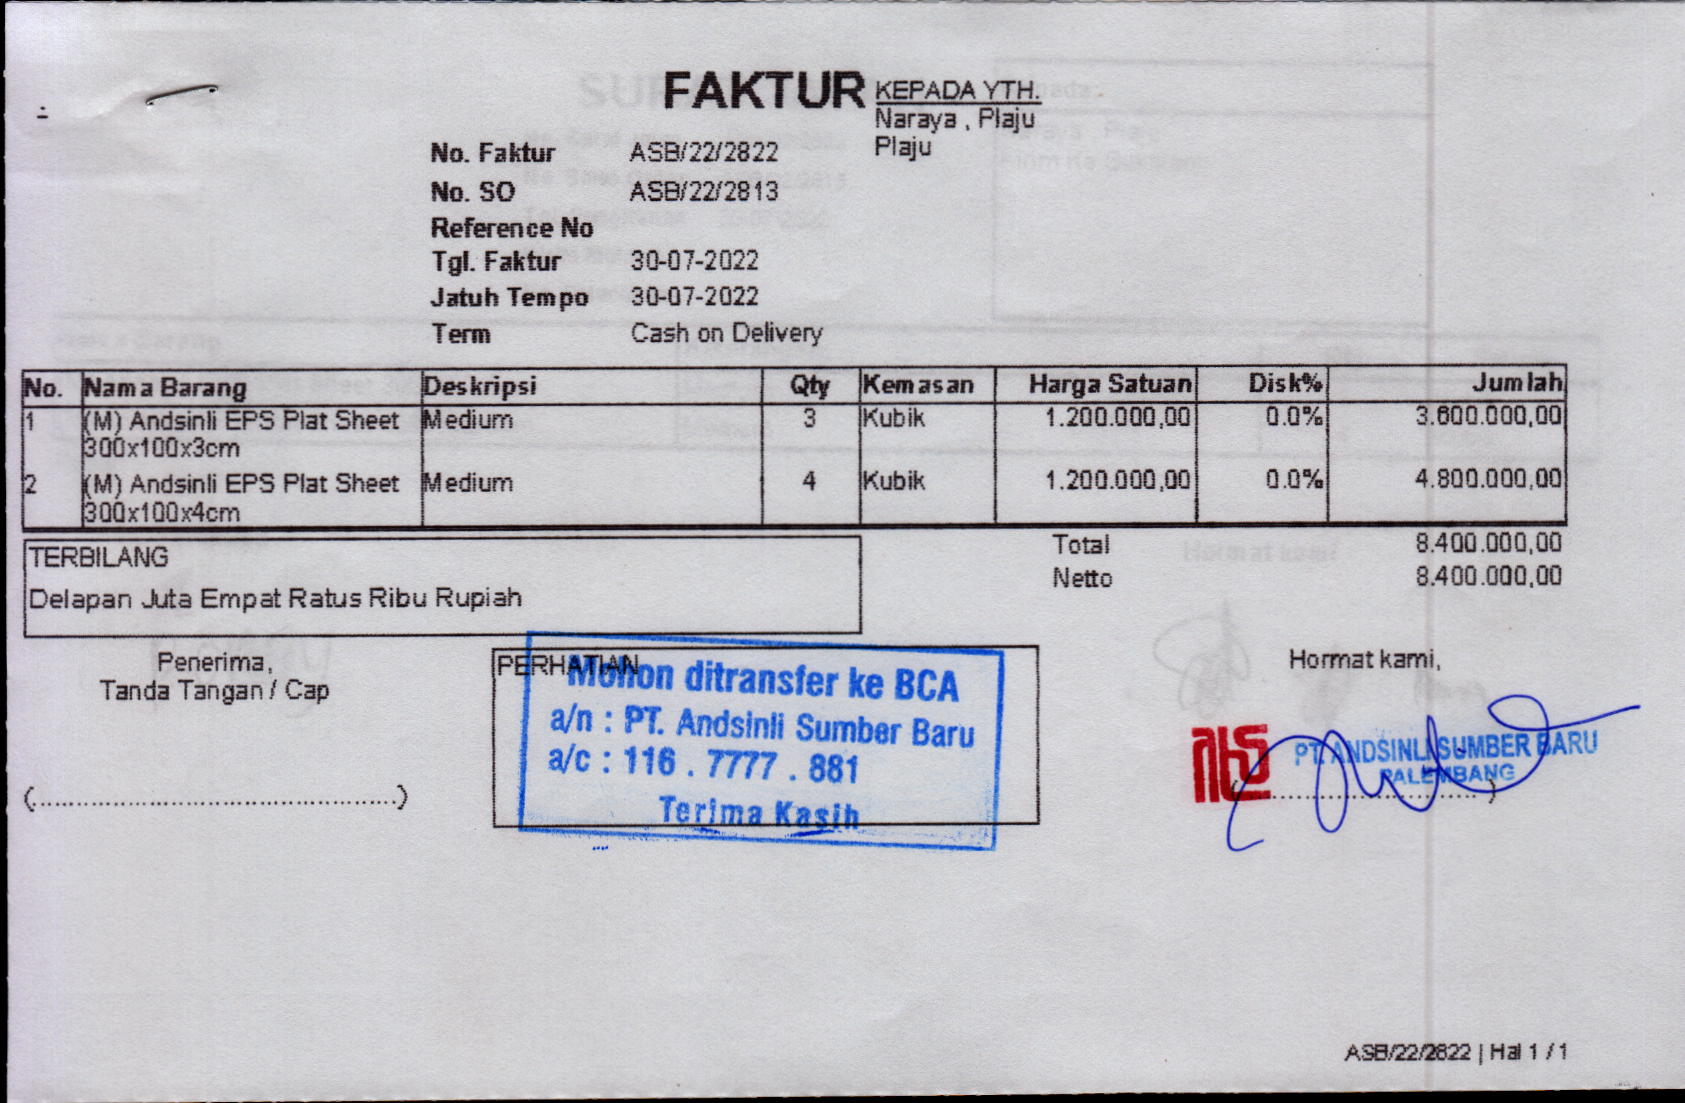 FAKTUR
KEPADA YTH.
Naraya , Plaju
Plaju
No. Faktur ASB/22/2822
No. SO ASB/22/2813
Reference No
Tgl. Faktur 30-07-2022
Jatuh Tempo 30-07-2022
Term Cash on Delivery
No. Nama Barang Deskripsi Qty Kemasan Harga Satuan Disk% Jumlah
1 (M) Andsinli EPS Plat Sheet Medium 3 Kubik 1.200.000,00 0.0% 3.600.000,00
300x100x3cm
2 (M) Andsinli EPS Plat Sheet Medium 4 Kubik 1.200.000,00 0.0% 4.800.000,00
300x100x4cm
TERBILANG
Delapan Juta Empat Ratus Ribu Rupiah
Total 8.400.000,00
Netto 8.400.000,00
Penerima,
Tanda Tangan / Cap
(............................................)
PERHATIAN
Mohon ditransfer ke BCA
a/n : PT. Andsinli Sumber Baru
a/c : 116 . 7777 . 881
Terima Kasih
Hormat kami,
PT. ANDSINLI SUMBER BARU
PALEMBANG
ASB/22/2822 | Hal 1 / 1